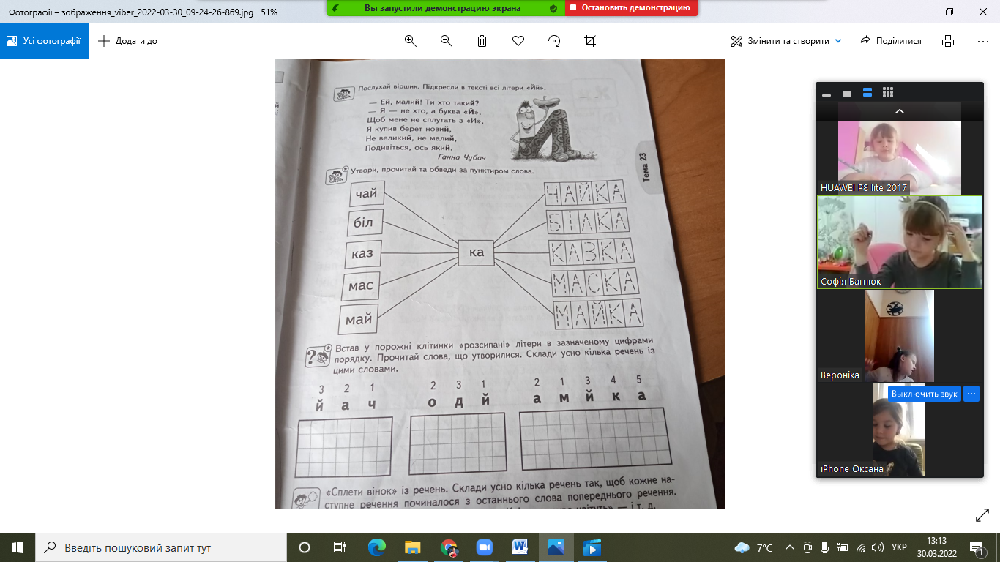 Фотографії – зображення_viber_2022-03-30_09-24-26-869.jpg 51%
Вы запустили демонстрацию экрана
Остановить демонстрацию
Усі фотографії
Додати до
Змінити та створити
Поділитися
Послухай віршик. Підкресли в тексті всі літери «Йй».
— Ей, малий! Ти хто такий?
— Я — не хто, а буква «Й».
Щоб мене не сплутать з «И»,
Я купив берет новий,
Не великий, не малий,
Подивіться, ось який.
Ганна Чубач
Тема 23
Утвори, прочитай та обведи за пунктиром слова.
чай
біл
каз
мас
май
ка
ЧАЙКА
БІЛКА
КАЗКА
МАСКА
МАЙКА
Встав у порожні клітинки «розсипані» літери в зазначеному цифрами
порядку. Прочитай слова, що утворилися. Склади усно кілька речень із
цими словами.
3 2 1 2 3 1 2 1 3 4 5
й а ч о д й а м й к а
«Сплети вінок» із речень. Склади усно кілька речень так, щоб кожне на-
ступне речення починалося з останнього слова попереднього речення.
цвітуть» — і т. д.
HUAWEI P8 lite 2017
Софія Багнюк
Вероніка
Выключить звук
iPhone Оксана
Введіть пошуковий запит тут
7°C
УКР
13:13
30.03.2022
1